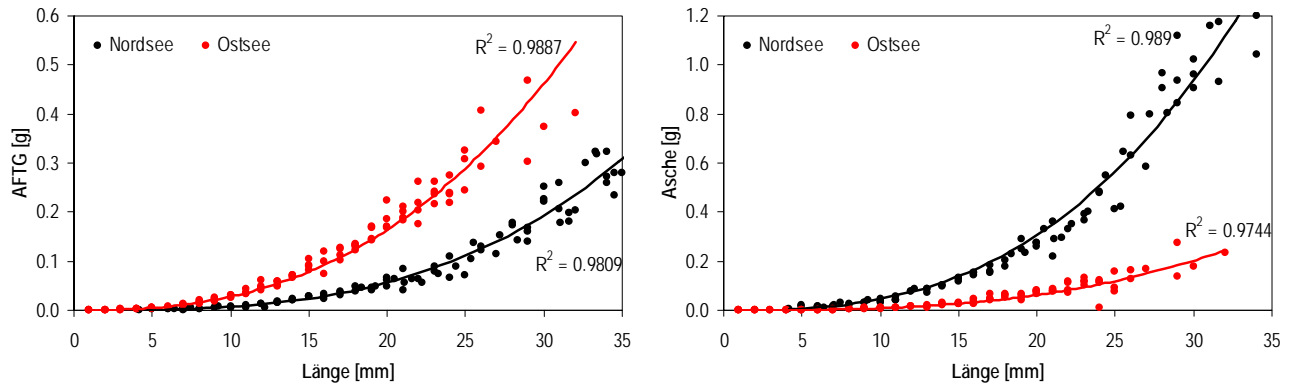 0.6
0.5
0.4
0.3
0.2
0.1
0.0
AFTG [g]
Nordsee Ostsee
R² = 0.9887
R² = 0.9809
0 5 10 15 20 25 30 35
Länge [mm]
1.2
1.0
0.8
0.6
0.4
0.2
0.0
Asche [g]
Nordsee Ostsee
R² = 0.989
R² = 0.9744
0 5 10 15 20 25 30 35
Länge [mm]